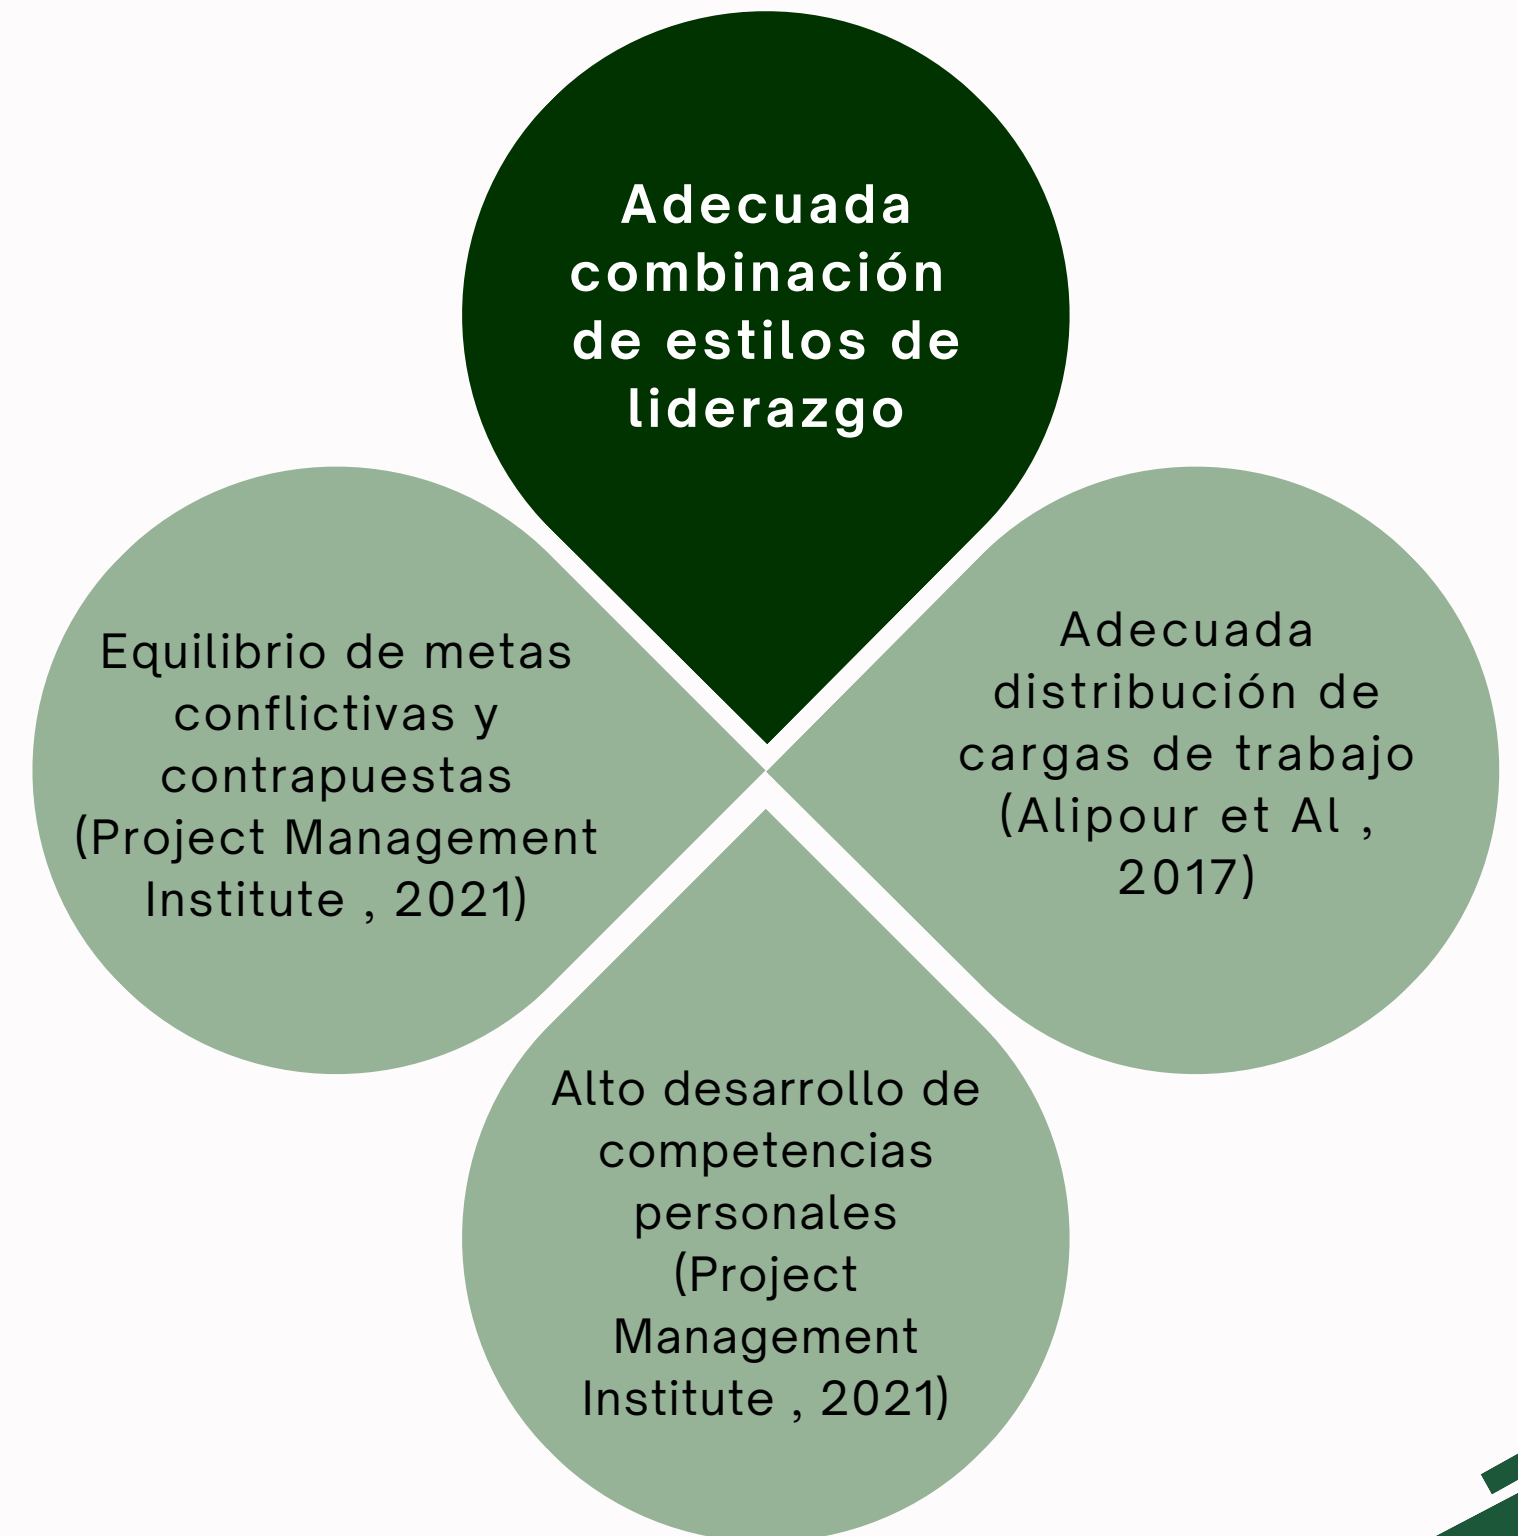 Adecuada
combinación
de estilos de
liderazgo
Equilibrio de metas
conflictivas y
contrapuestas
(Project Management
Institute , 2021)
Adecuada
distribución de
cargas de trabajo
(Alipour et Al ,
2017)
Alto desarrollo de
competencias
personales
(Project
Management
Institute , 2021)